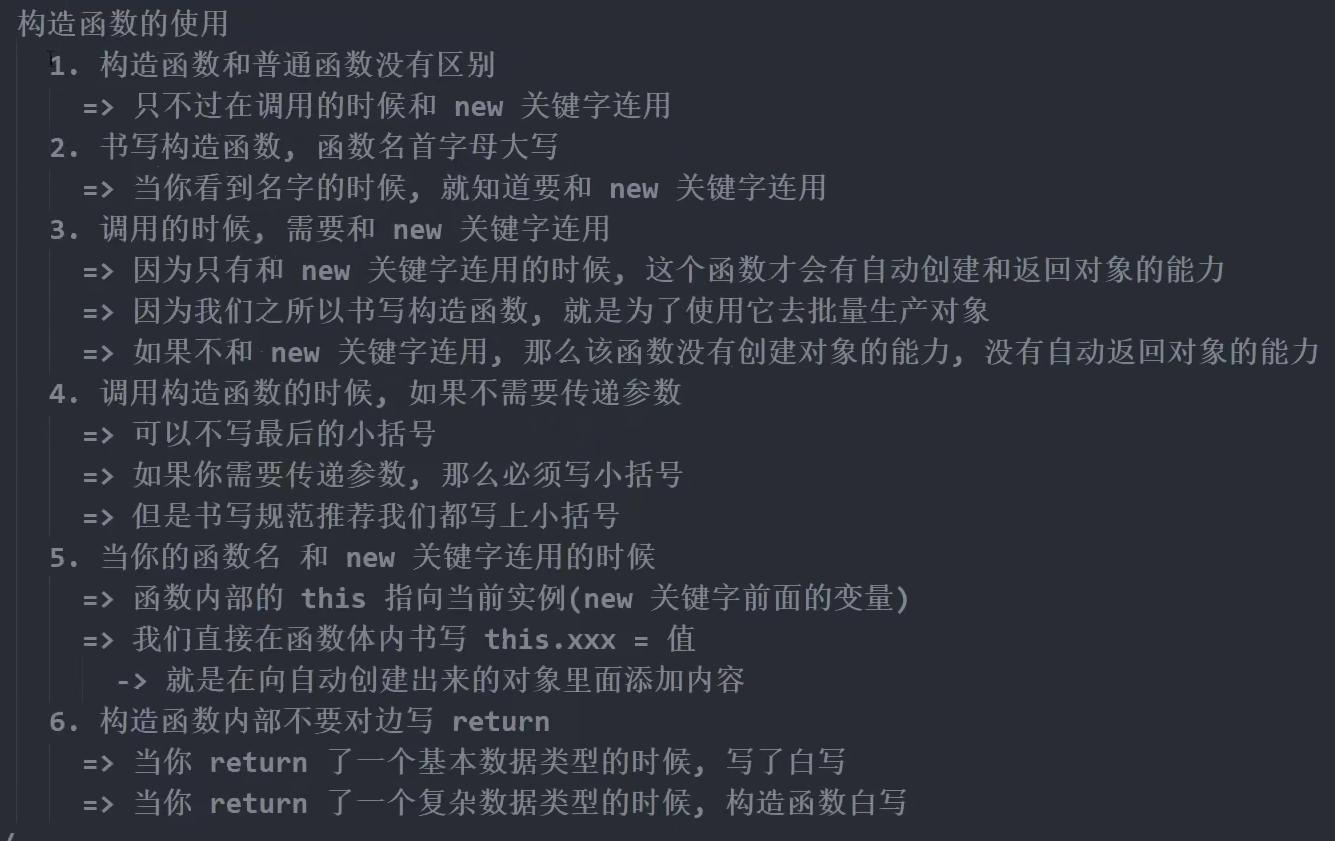 构造函数的使用
1. 构造函数和普通函数没有区别
=> 只不过在调用的时候和 new 关键字连用
2. 书写构造函数, 函数名首字母大写
=> 当你看到名字的时候, 就知道要和 new 关键字连用
3. 调用的时候, 需要和 new 关键字连用
=> 因为只有和 new 关键字连用的时候, 这个函数才会有自动创建和返回对象的能力
=> 因为我们之所以书写构造函数, 就是为了使用它去批量生产对象
=> 如果不和 new 关键字连用, 那么该函数没有创建对象的能力, 没有自动返回对象的能力
4. 调用构造函数的时候, 如果不需要传递参数
=> 可以不写最后的小括号
=> 如果你需要传递参数, 那么必须写小括号
=> 但是书写规范推荐我们都写上小括号
5. 当你的函数名 和 new 关键字连用的时候
=> 函数内部的 this 指向当前实例(new 关键字前面的变量)
=> 我们直接在函数体内书写 this.xxx = 值
-> 就是在向自动创建出来的对象里面添加内容
6. 构造函数内部不要对边写 return
=> 当你 return 了一个基本数据类型的时候, 写了白写
=> 当你 return 了一个复杂数据类型的时候, 构造函数白写